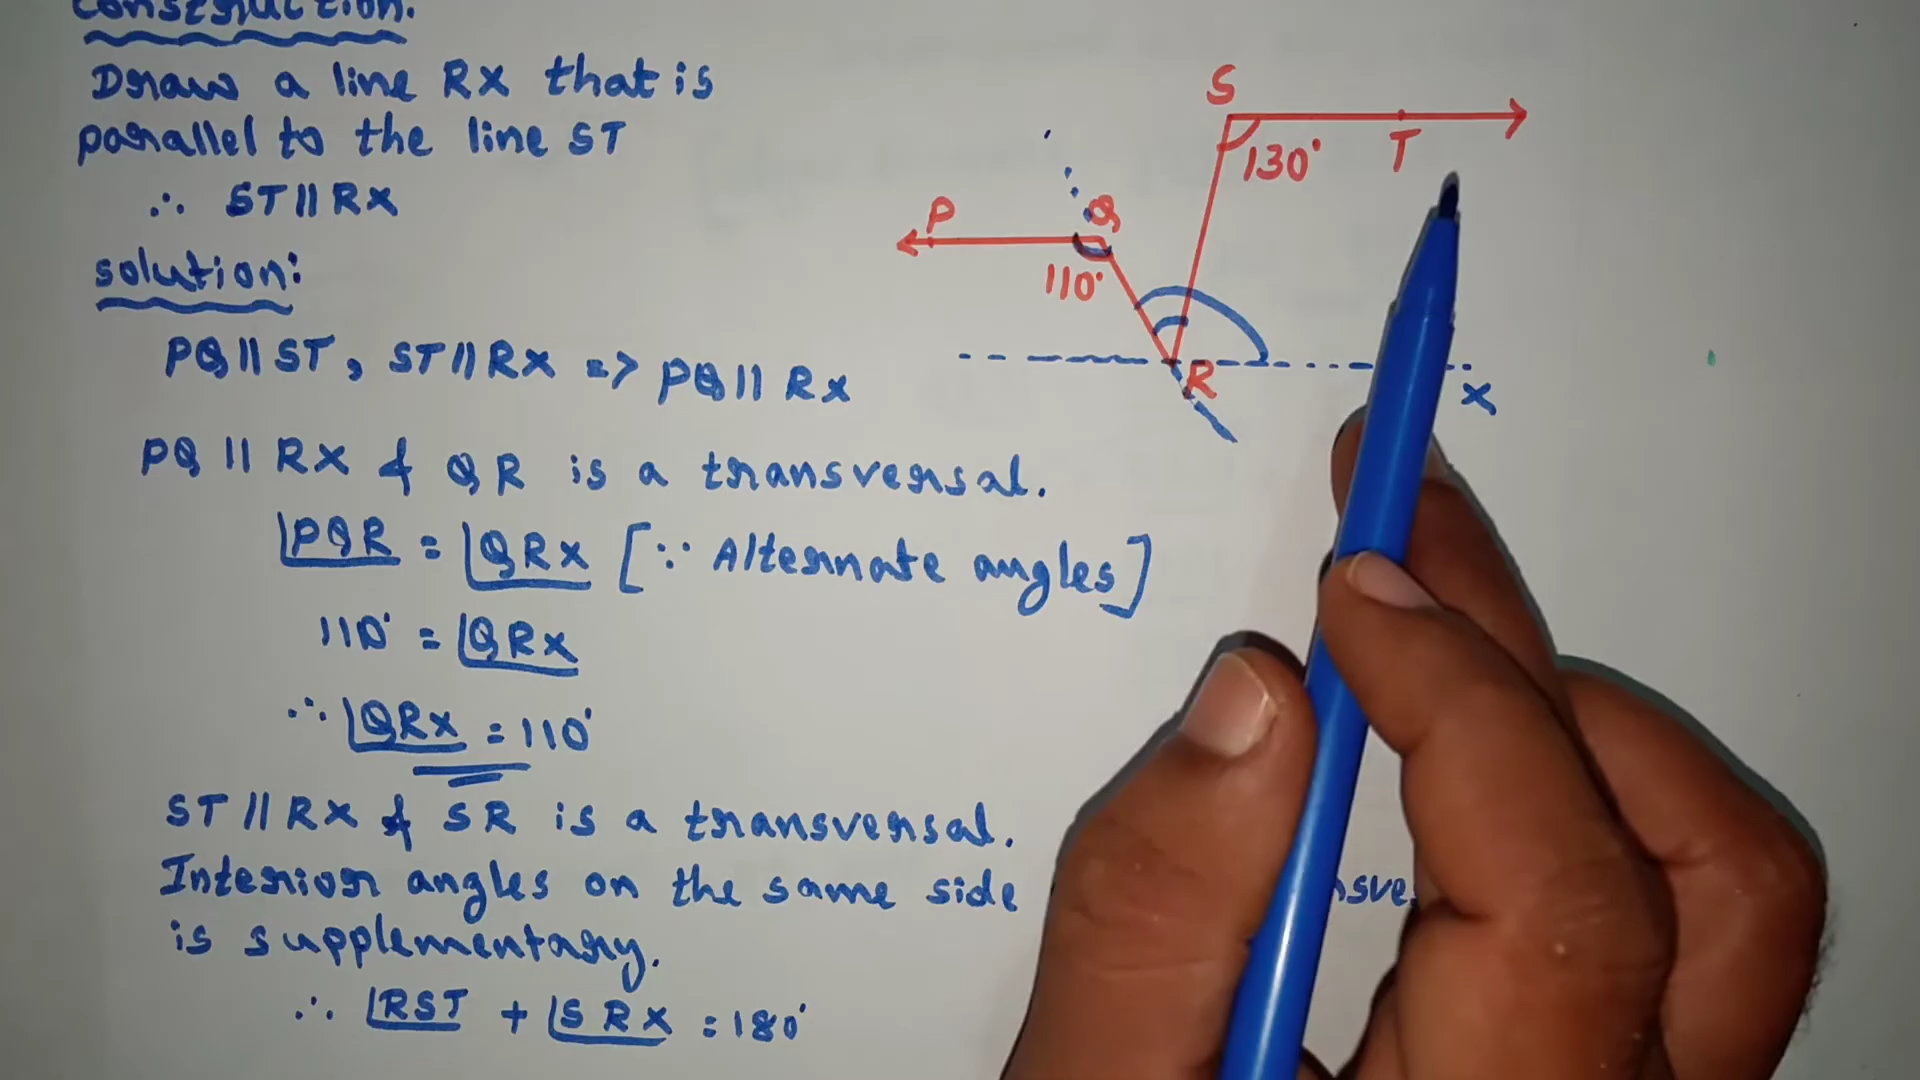 Construction.
Draw a line RX that is
parallel to the line ST
∴ ST || RX
solution:
PQ || ST, ST || RX => PQ || RX
PQ || RX & QR is a transversal.
∠PQR = ∠QRX [∵ Alternate angles]
110° = ∠QRX
∴ ∠QRX = 110°
ST || RX & SR is a transversal.
Interior angles on the same side
is supplementary.
∴ ∠RST + ∠SRX = 180°
S
130°
T
P
Q
110°
R
X